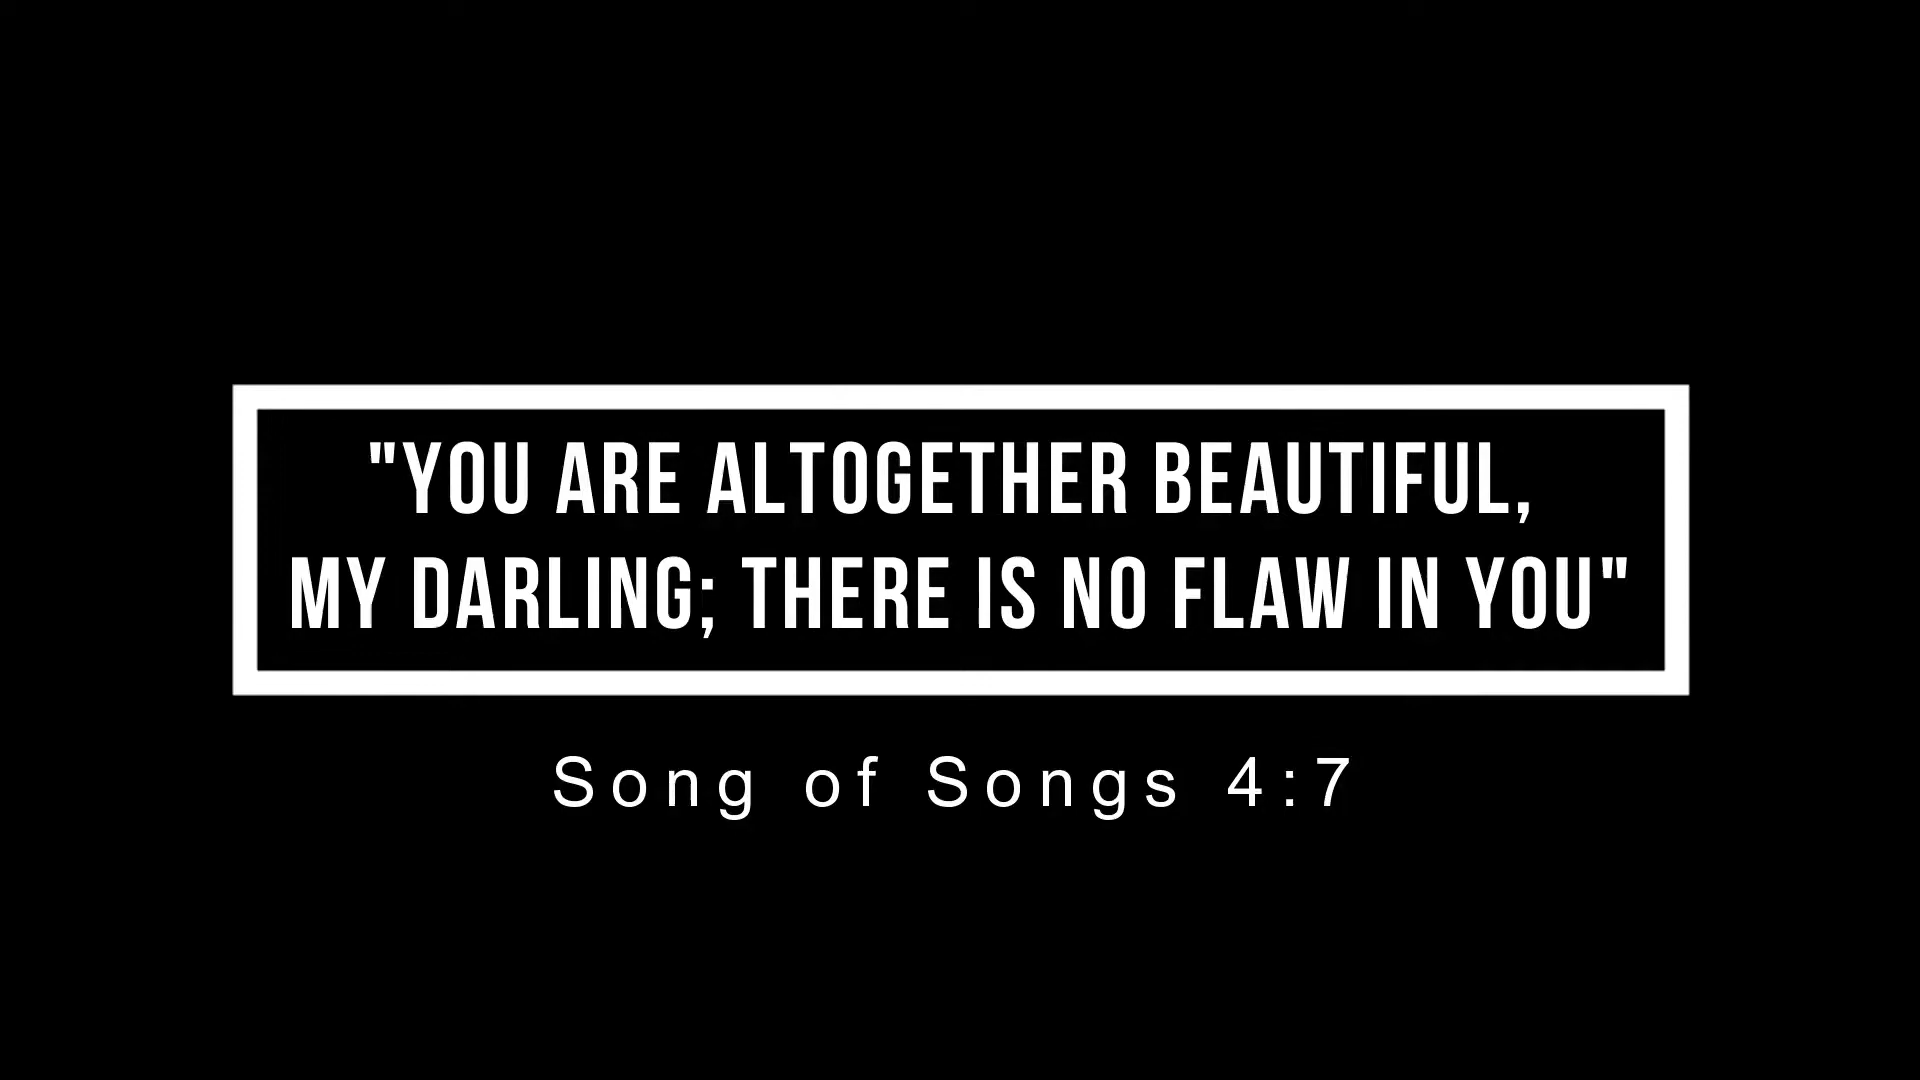 "YOU ARE ALTOGETHER BEAUTIFUL,
MY DARLING; THERE IS NO FLAW IN YOU"
Song of Songs 4:7